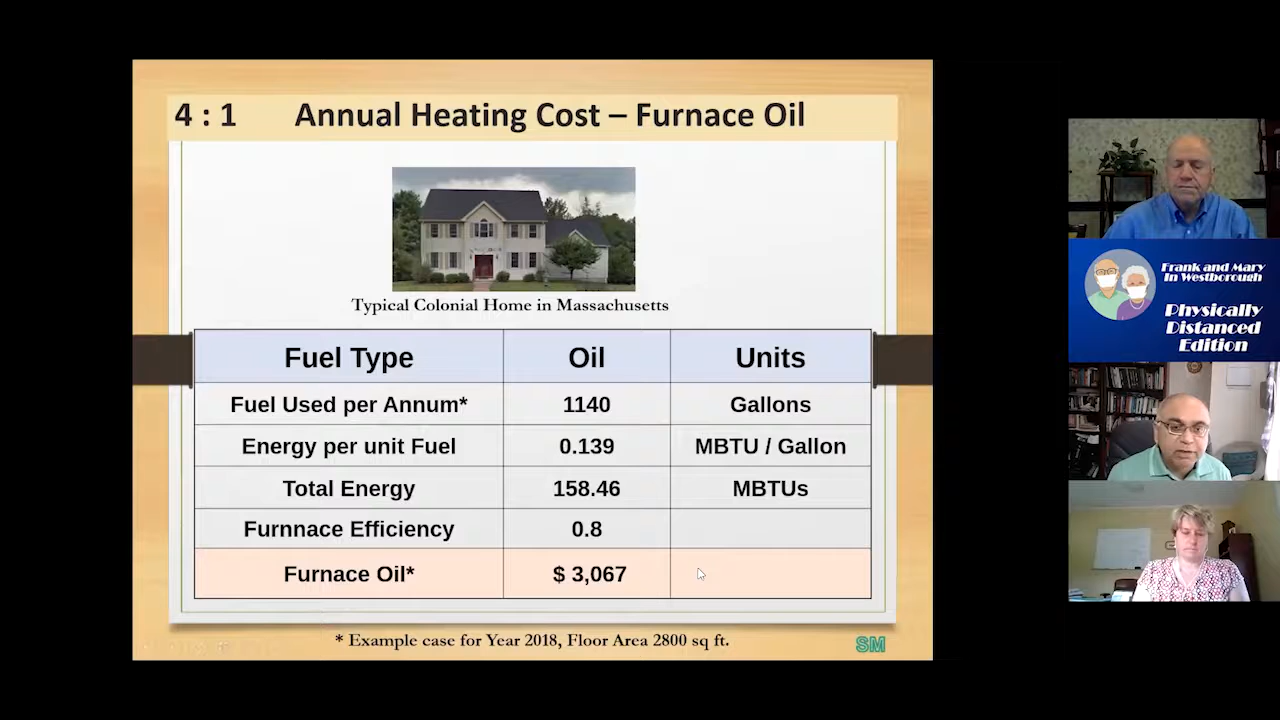 4 : 1 Annual Heating Cost – Furnace Oil
Typical Colonial Home in Massachusetts
Fuel Type Oil Units
Fuel Used per Annum* 1140 Gallons
Energy per unit Fuel 0.139 MBTU / Gallon
Total Energy 158.46 MBTUs
Furnnace Efficiency 0.8
Furnace Oil* $ 3,067
* Example case for Year 2018, Floor Area 2800 sq ft.
SM
Frank and Mary
In Westborough
Physically
Distanced
Edition